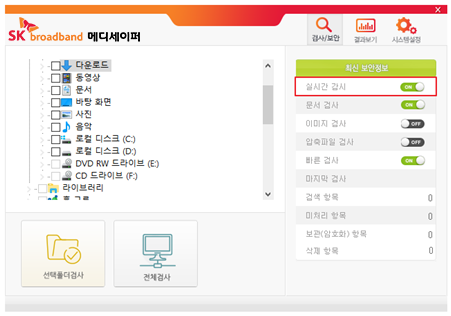 SK broadband 메디세이퍼
검사/보안
결과보기
시스템설정
다운로드
동영상
문서
바탕 화면
사진
음악
로컬 디스크 (C:)
로컬 디스크 (D:)
DVD RW 드라이브 (E:)
CD 드라이브 (F:)
라이브러리
홈 그룹
선택폴더검사
전체검사
최신 보안정보
실시간 검사 ON
문서 검사 ON
이미지 검사 OFF
압축파일 검사 OFF
빠른 검사 ON
마지막 검사
검색 항목 0
미처리 항목 0
보관(암호화) 항목 0
삭제 항목 0